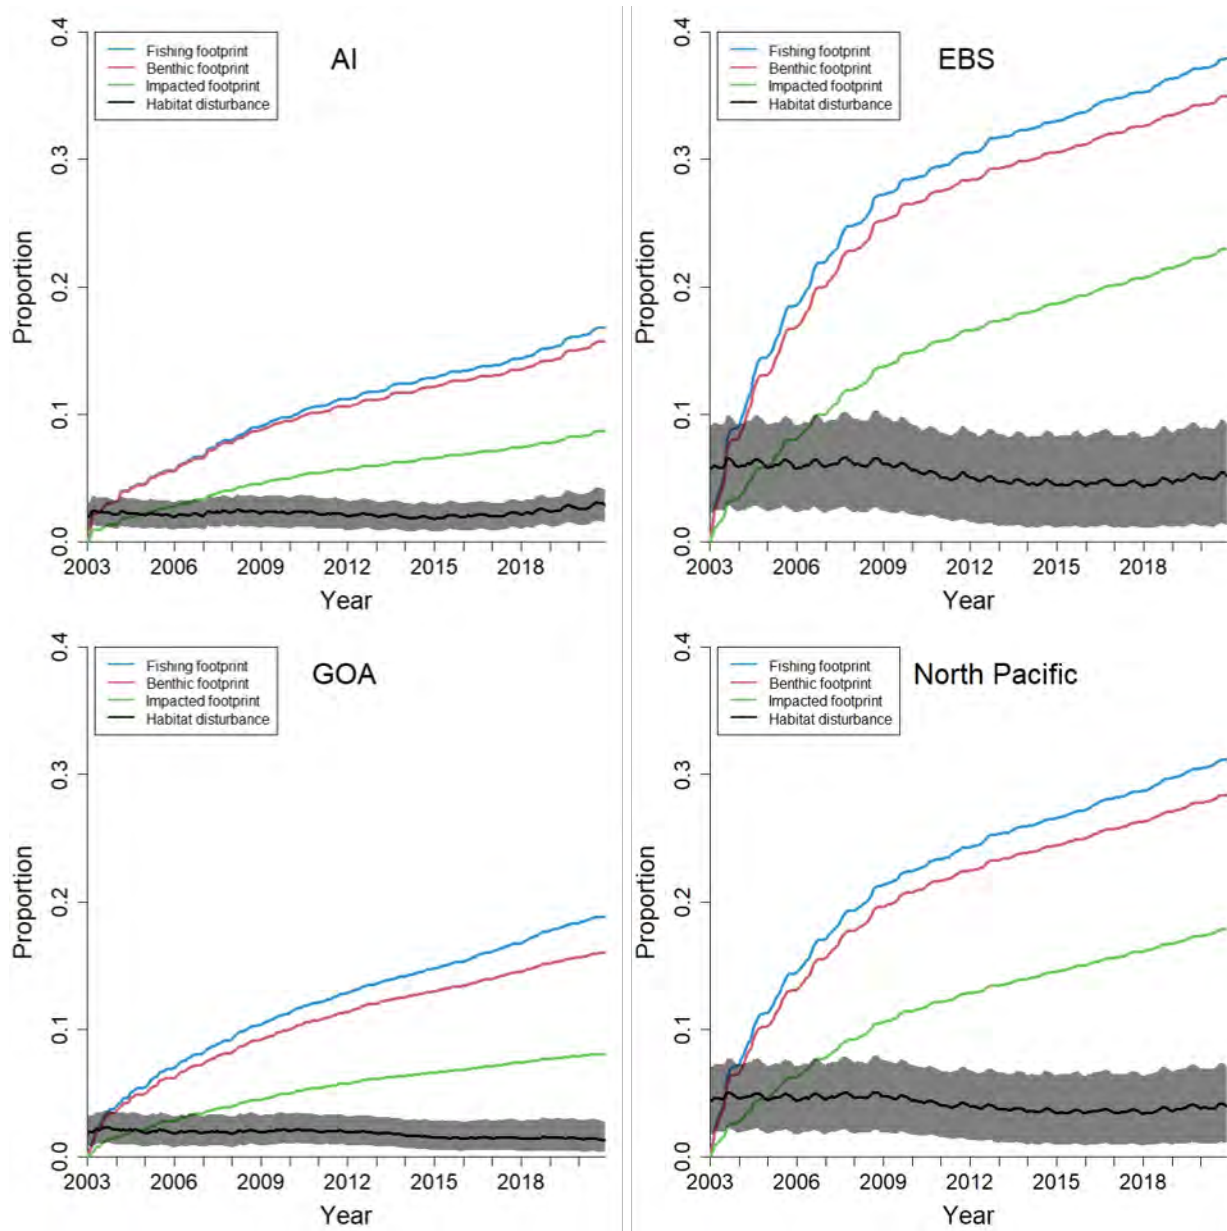 AI
Fishing footprint
Benthic footprint
Impacted footprint
Habitat disturbance
Proportion
0.4
0.3
0.2
0.1
0.0
2003 2006 2009 2012 2015 2018
Year
EBS
Fishing footprint
Benthic footprint
Impacted footprint
Habitat disturbance
Proportion
0.4
0.3
0.2
0.1
0.0
2003 2006 2009 2012 2015 2018
Year
GOA
Fishing footprint
Benthic footprint
Impacted footprint
Habitat disturbance
Proportion
0.4
0.3
0.2
0.1
0.0
2003 2006 2009 2012 2015 2018
Year
North Pacific
Fishing footprint
Benthic footprint
Impacted footprint
Habitat disturbance
Proportion
0.4
0.3
0.2
0.1
0.0
2003 2006 2009 2012 2015 2018
Year